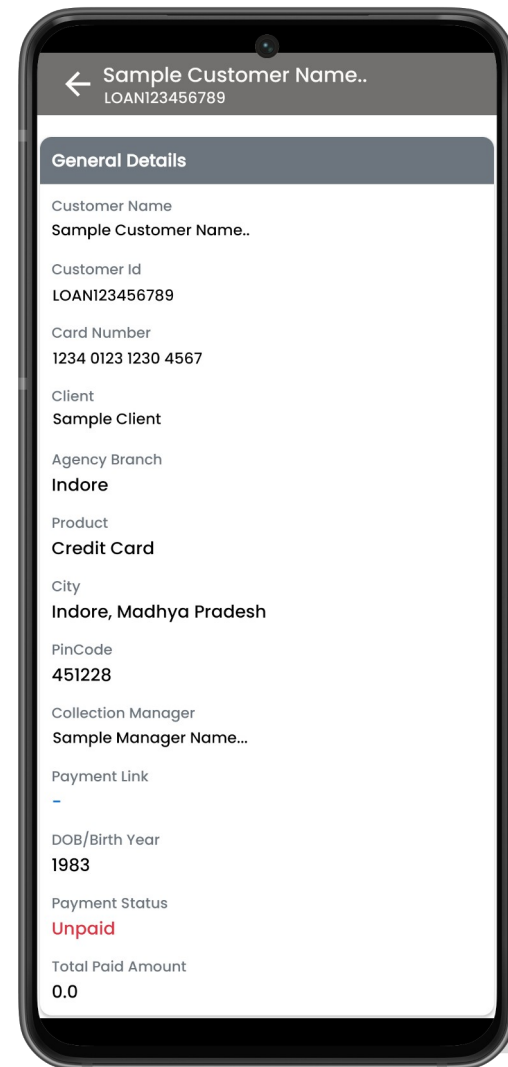 Sample Customer Name..
LOAN123456789
General Details
Customer Name
Sample Customer Name..
Customer Id
LOAN123456789
Card Number
1234 0123 1230 4567
Client
Sample Client
Agency Branch
Indore
Product
Credit Card
City
Indore, Madhya Pradesh
PinCode
451228
Collection Manager
Sample Manager Name...
Payment Link
-
DOB/Birth Year
1983
Payment Status
Unpaid
Total Paid Amount
0.0